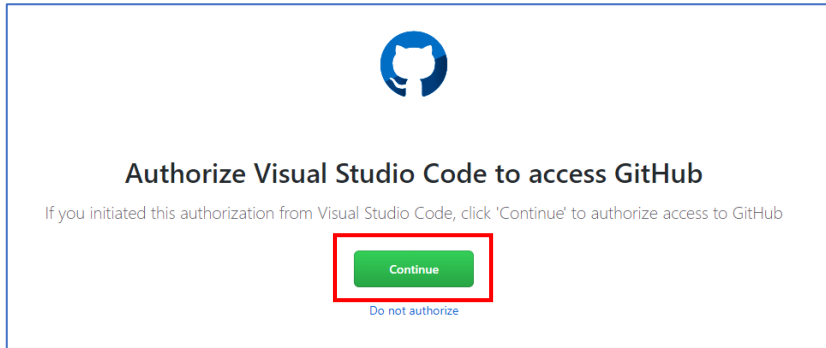 Authorize Visual Studio Code to access GitHub
If you initiated this authorization from Visual Studio Code, click 'Continue' to authorize access to GitHub
Continue
Do not authorize